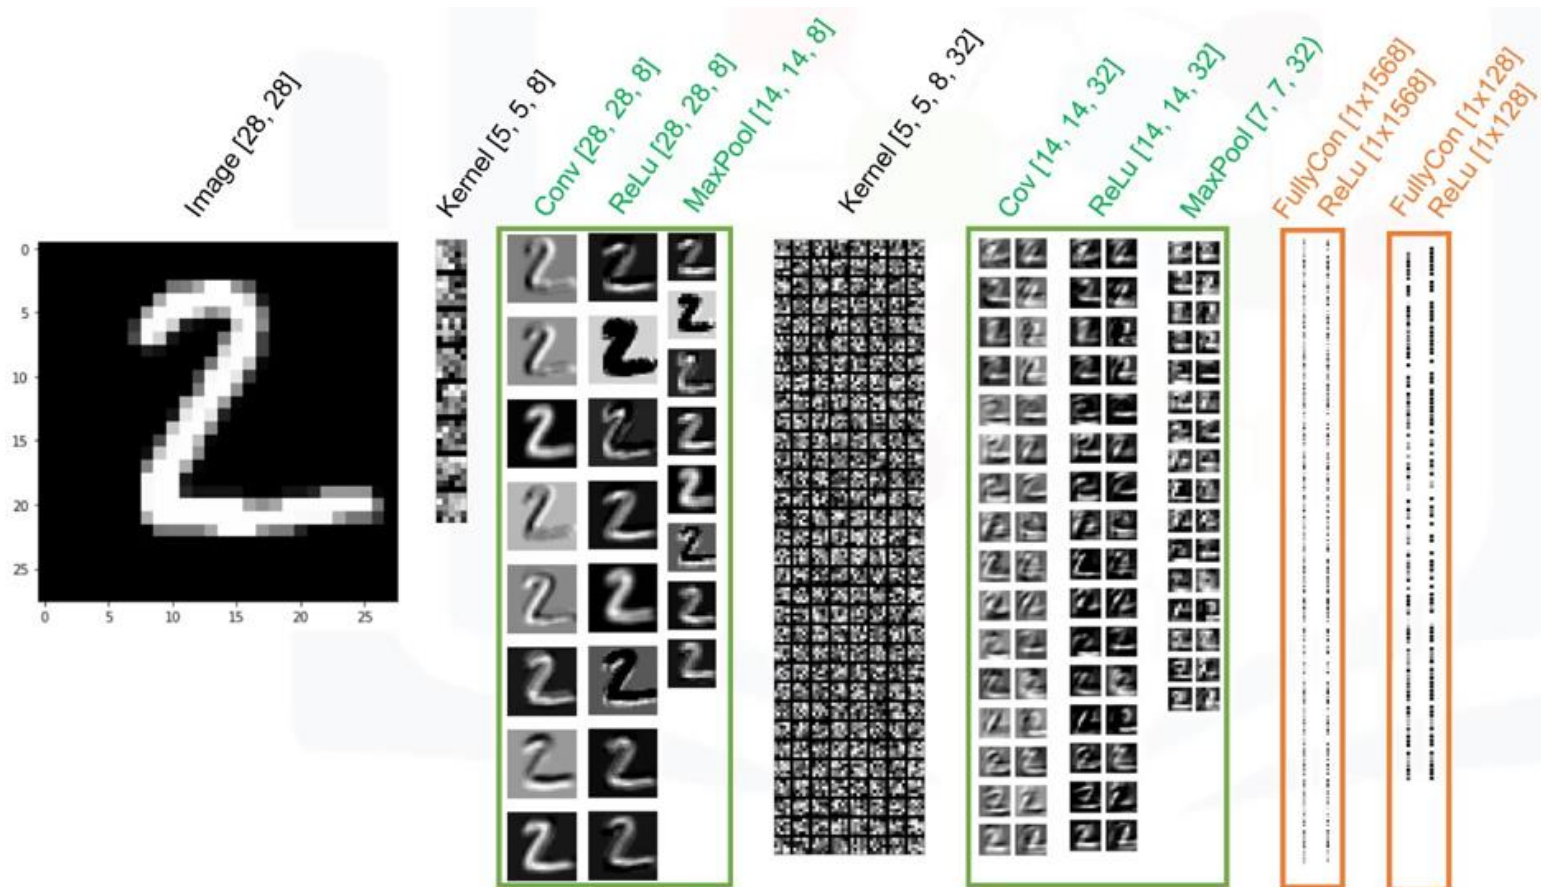 Image [28, 28]
Kernel [5, 5, 8]
Conv [28, 28, 8]
ReLu [28, 28, 8]
MaxPool [14, 14, 8]
Kernel [5, 5, 8, 32]
Cov [14, 14, 32]
ReLu [14, 14, 32]
MaxPool [7, 7, 32)
FullyCon [1x1568]
ReLu [1x1568]
FullyCon [1x128]
ReLu [1x128]
0
5
10
15
20
25
0 5 10 15 20 25